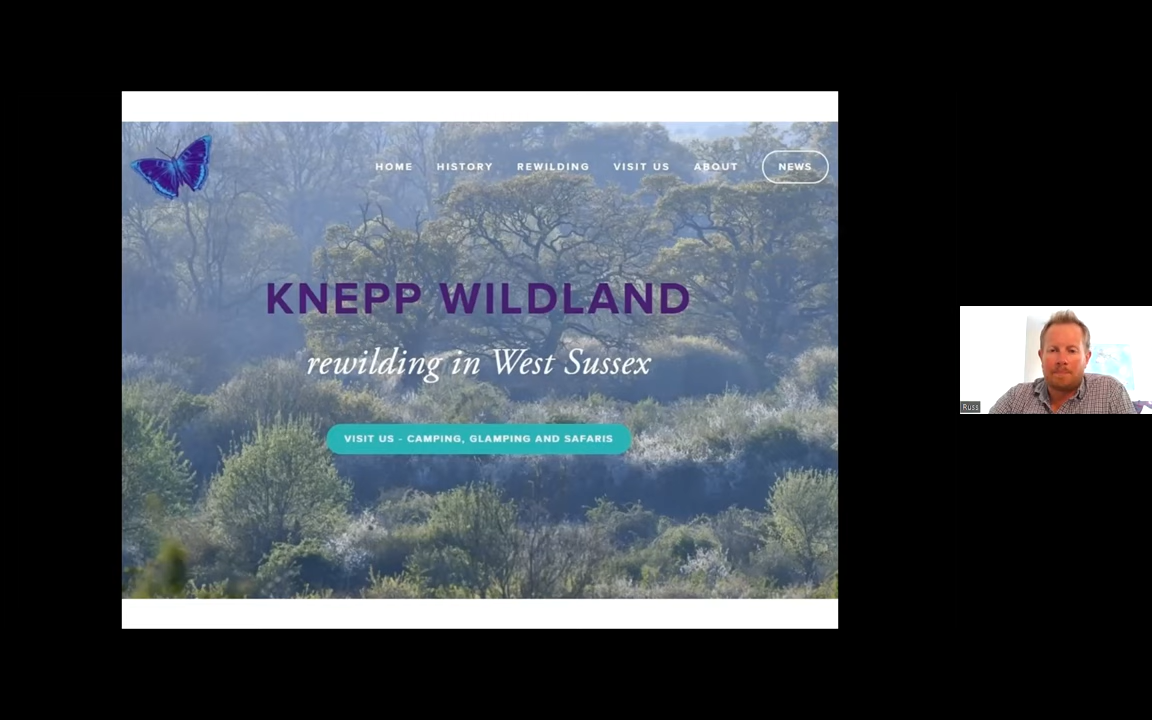 HOME HISTORY REWILDING VISIT US ABOUT NEWS
KNEPP WILDLAND
rewilding in West Sussex
VISIT US - CAMPING, GLAMPING AND SAFARIS
Russ